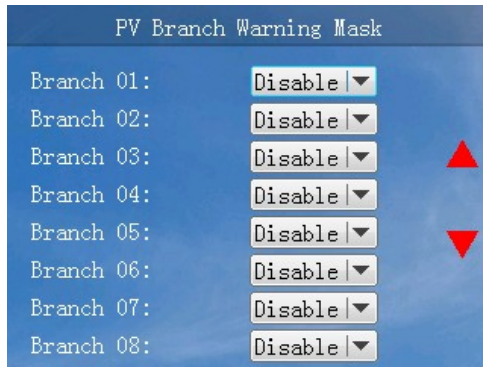 PV Branch Warning Mask
Branch 01: Disable
Branch 02: Disable
Branch 03: Disable
Branch 04: Disable
Branch 05: Disable
Branch 06: Disable
Branch 07: Disable
Branch 08: Disable